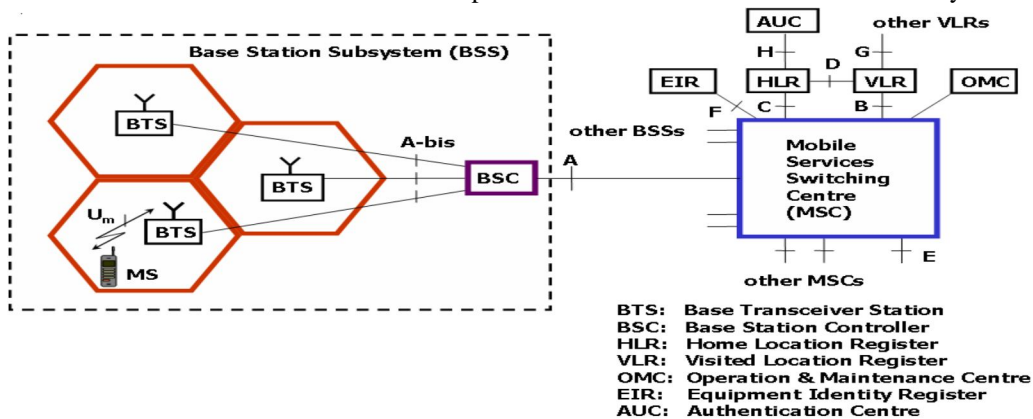 AUC
other VLRs
Base Station Subsystem (BSS)
H
G
D
EIR
HLR
VLR
OMC
F
C
B
BTS
other BSSs
A-bis
A
Mobile
Services
Switching
Centre
(MSC)
BTS
BSC
Um
BTS
MS
E
other MSCs
BTS: Base Transceiver Station
BSC: Base Station Controller
HLR: Home Location Register
VLR: Visited Location Register
OMC: Operation & Maintenance Centre
EIR: Equipment Identity Register
AUC: Authentication Centre